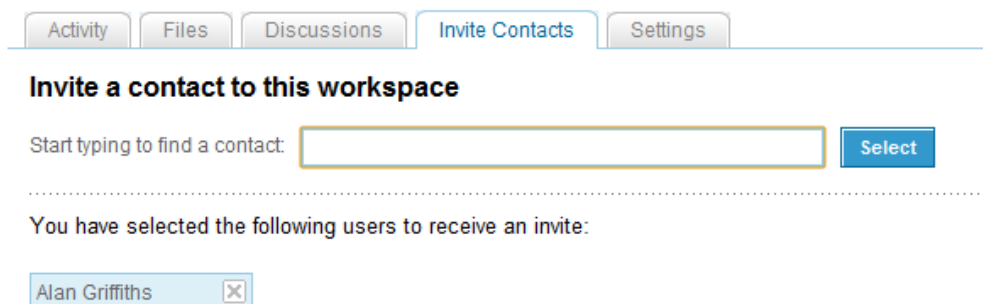 Activity Files Discussions Invite Contacts Settings
Invite a contact to this workspace
Start typing to find a contact: Select
You have selected the following users to receive an invite:
Alan Griffiths